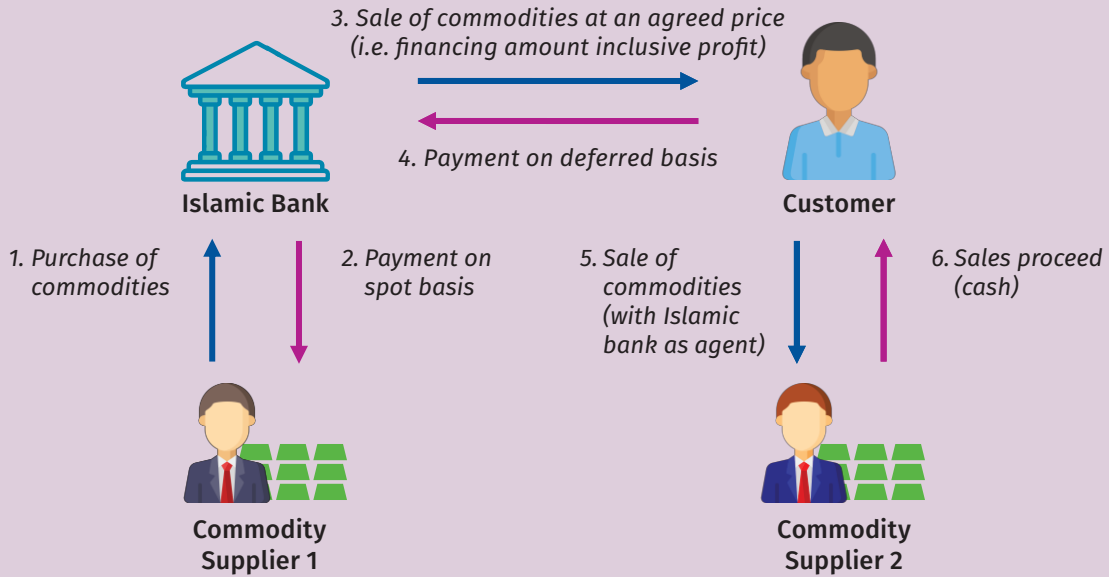 3. Sale of commodities at an agreed price
(i.e. financing amount inclusive profit)
4. Payment on deferred basis
Islamic Bank
Customer
1. Purchase of
commodities
2. Payment on
spot basis
5. Sale of
commodities
(with Islamic
bank as agent)
6. Sales proceed
(cash)
Commodity
Supplier 1
Commodity
Supplier 2